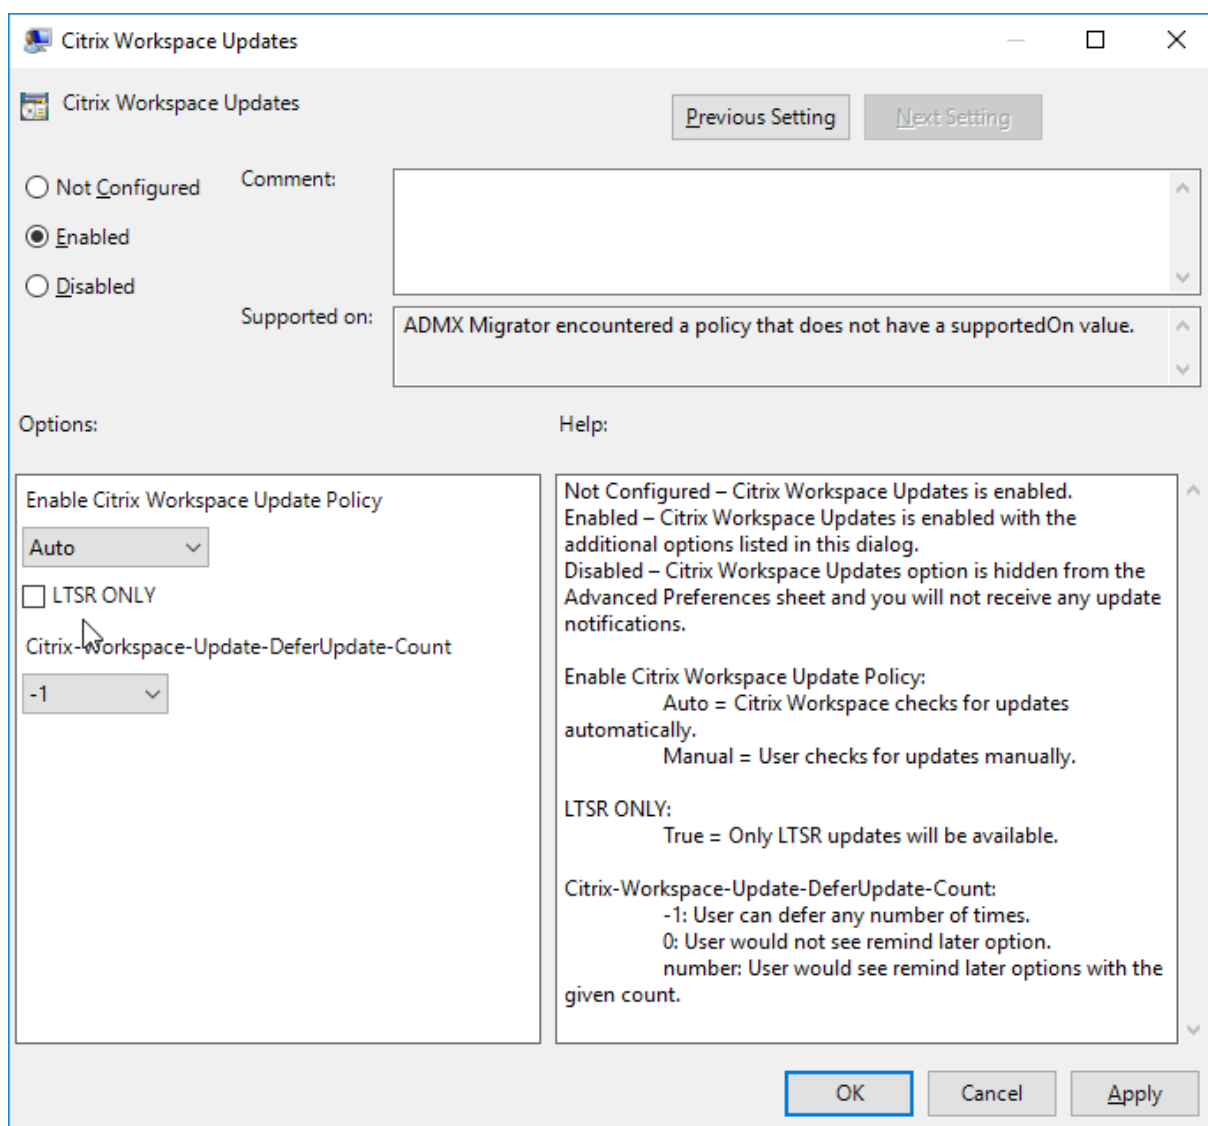 Citrix Workspace Updates
Citrix Workspace Updates
Previous Setting
Next Setting
Not Configured
Comment:
Enabled
Disabled
Supported on:
ADMX Migrator encountered a policy that does not have a supportedOn value.
Options:
Help:
Enable Citrix Workspace Update Policy
Auto
LTSR ONLY
Citrix-Workspace-Update-DeferUpdate-Count
-1
Not Configured – Citrix Workspace Updates is enabled.
Enabled – Citrix Workspace Updates is enabled with the
additional options listed in this dialog.
Disabled – Citrix Workspace Updates option is hidden from the
Advanced Preferences sheet and you will not receive any update
notifications.
Enable Citrix Workspace Update Policy:
Auto = Citrix Workspace checks for updates
automatically.
Manual = User checks for updates manually.
LTSR ONLY:
True = Only LTSR updates will be available.
Citrix-Workspace-Update-DeferUpdate-Count:
-1: User can defer any number of times.
0: User would not see remind later option.
number: User would see remind later options with the
given count.
OK
Cancel
Apply